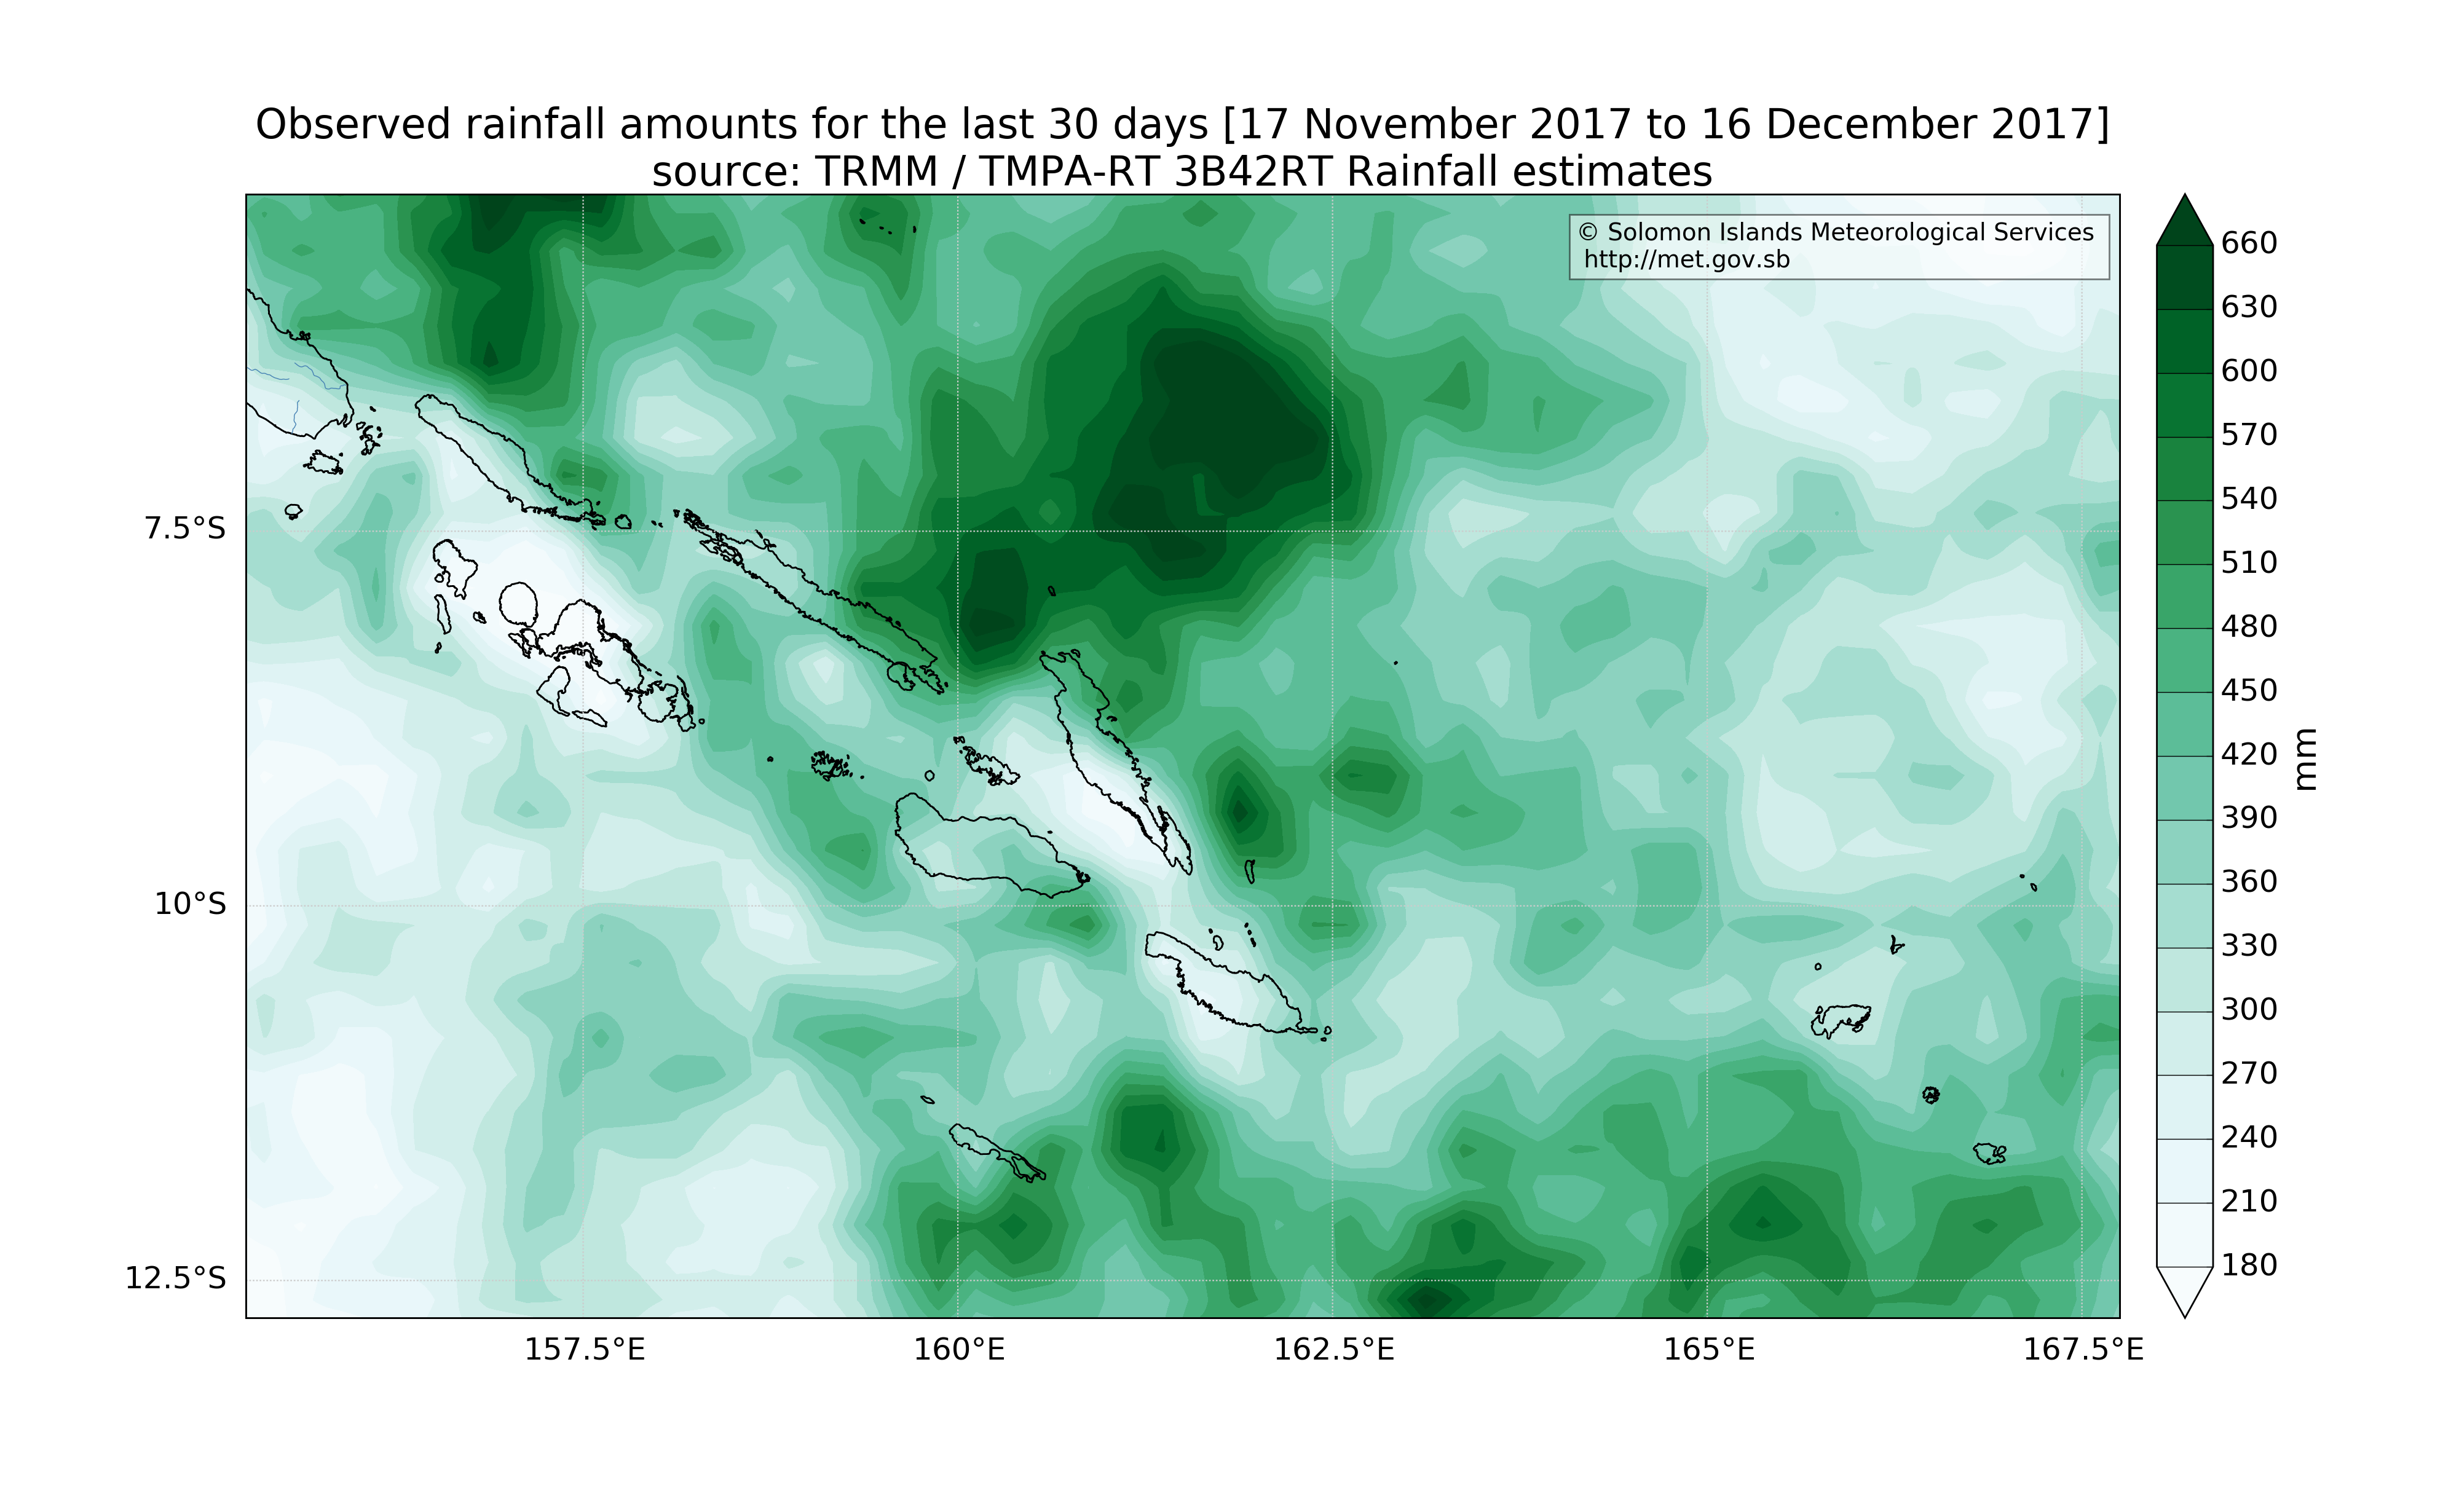 Observed rainfall amounts for the last 30 days [17 November 2017 to 16 December 2017]
source: TRMM / TMPA-RT 3B42RT Rainfall estimates
© Solomon Islands Meteorological Services
http://met.gov.sb
7.5°S
10°S
12.5°S
157.5°E
160°E
162.5°E
165°E
167.5°E
660
630
600
570
540
510
480
450
420
390
360
330
300
270
240
210
180
mm